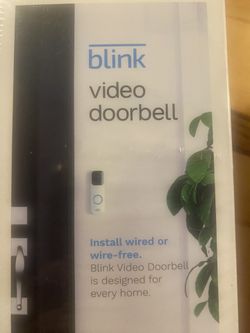 blink
video
doorbell
Install wired or
wire-free.
Blink Video Doorbell
is designed for
every home.